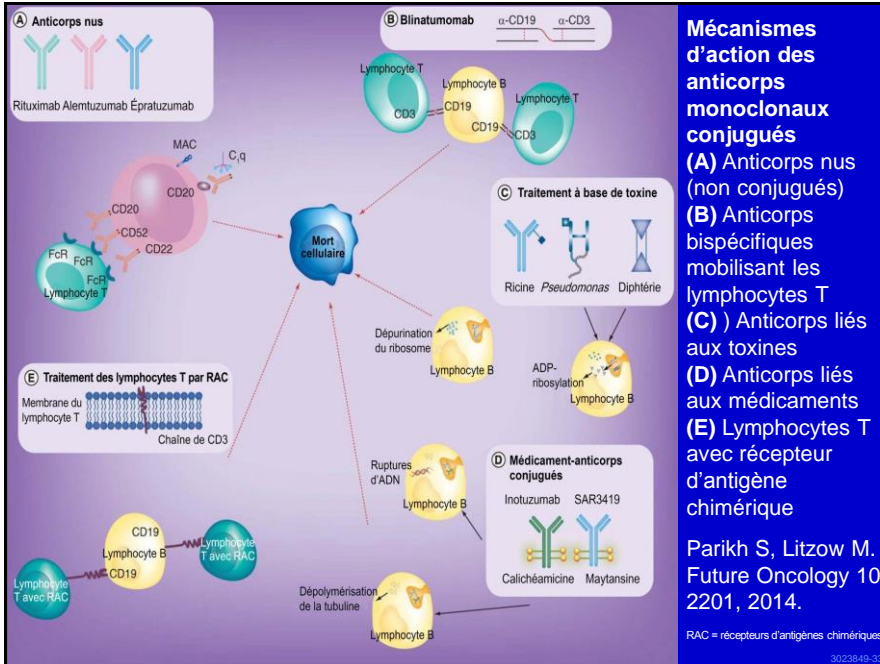 A Anticorps nus
Rituximab Alemtuzumab Épratuzumab
B Blinatumomab
α-CD19 α-CD3
Lymphocyte T
Lymphocyte B
Lymphocyte T
CD3
CD19
CD19
CD3
MAC
C1q
CD20
CD20
CD52
CD22
FcR
FcR
FcR
Lymphocyte T
Mort
cellulaire
C Traitement à base de toxine
Ricine Pseudomonas Diphtérie
Dépurination
du ribosome
Lymphocyte B
ADP-
ribosylation
Lymphocyte B
E Traitement des lymphocytes T par RAC
Membrane du
lymphocyte T
Chaîne de CD3
Ruptures
d'ADN
Lymphocyte B
D Médicament-anticorps
conjugués
Inotuzumab SAR3419
Calichéamicine Maytansine
CD19
Lymphocyte B
CD19
Lymphocyte
T avec RAC
Lymphocyte
T avec RAC
Dépolymérisation
de la tubuline
Lymphocyte B
Mécanismes
d'action des
anticorps
monoclonaux
conjugués
(A) Anticorps nus
(non conjugués)
(B) Anticorps
bispécifiques
mobilisant les
lymphocytes T
(C) ) Anticorps liés
aux toxines
(D) Anticorps liés
aux médicaments
(E) Lymphocytes T
avec récepteur
d'antigène
chimérique
Parikh S, Litzow M.
Future Oncology 10
2201, 2014.
RAC = récepteurs d'antigènes chimériques
3023849-33